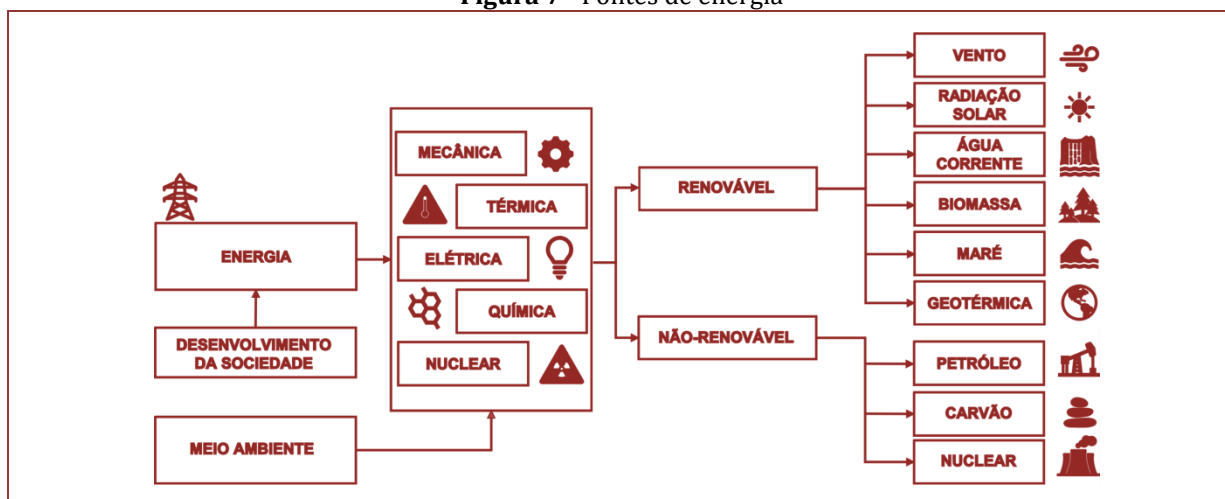 Figura 7 - Fontes de energia
ENERGIA
DESENVOLVIMENTO
DA SOCIEDADE
MEIO AMBIENTE
MECÂNICA
TÉRMICA
ELÉTRICA
QUÍMICA
NUCLEAR
RENOVÁVEL
NÃO-RENOVÁVEL
VENTO
RADIAÇÃO
SOLAR
ÁGUA
CORRENTE
BIOMASSA
MARÉ
GEOTÉRMICA
PETRÓLEO
CARVÃO
NUCLEAR